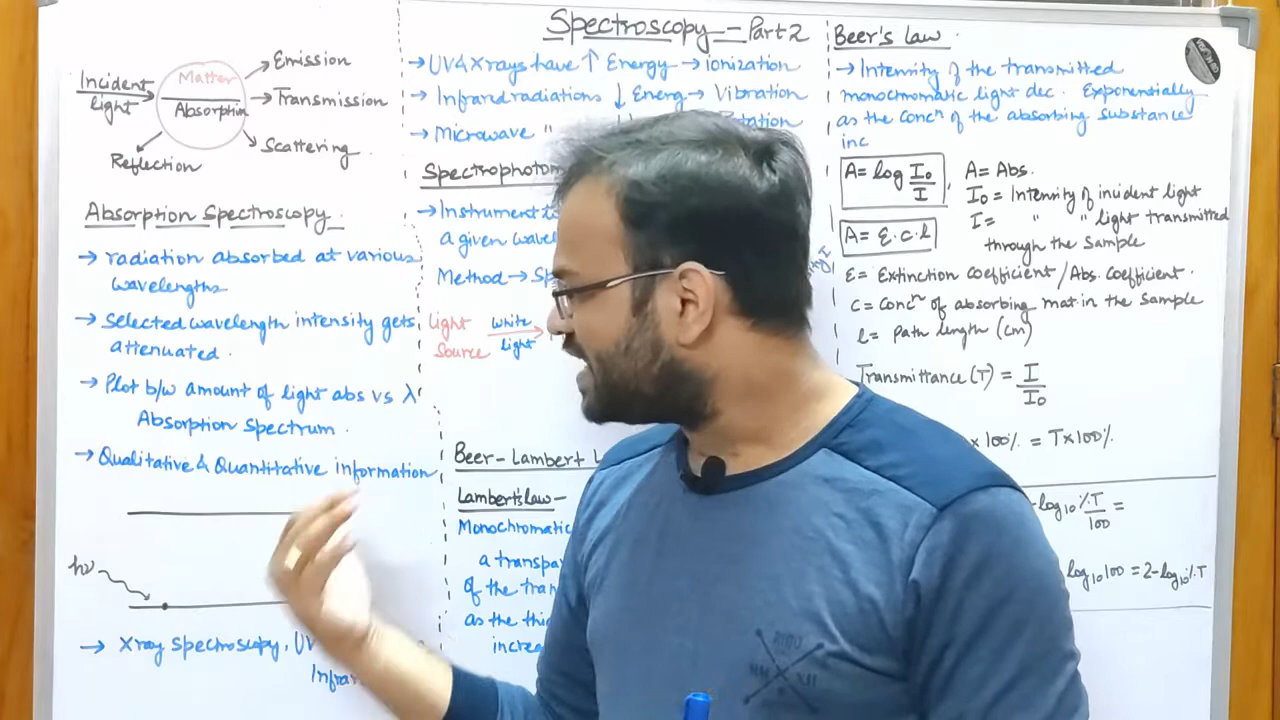 Spectroscopy - Part 2
Incident
light
Matter
Absorption
Emission
Transmission
Scattering
Reflection
Absorption Spectroscopy.
→ radiation absorbed at various
wavelengths
→ Selected wavelength intensity gets
attenuated.
→ Plot b/w amount of light abs vs λ
Absorption Spectrum.
→ Qualitative & Quantitative information
hν
→ Xray Spectroscopy, UV
Infra
→ UV & X rays have ↑ Energy → ionization
→ Infrared radiations ↓ Energy → Vibration
→ Microwave "
Rotation
Spectrophotom
→ Instrument
a given wavel
Method → Sp
Light
Source
white
light
Beer-Lambert L
Lambert's law -
Monochromatic
a transpa
of the tran
as the thi
increa
Beer's law.
→ Intensity of the transmitted
monochromatic light dec. Exponentially
as the concⁿ of the absorbing substance
inc
A = log I₀/I , A = Abs.
I₀ = Intensity of incident light
I = " " light transmitted
through the sample
A = ε.c.l
ε = Extinction coefficient / Abs. coefficient.
c = concⁿ of absorbing mat in the sample
l = path length (cm)
Transmittance (T) = I/I₀
x 100% = T x 100%.
-log₁₀ %T/100 =
log₁₀100 = 2 - log₁₀%T